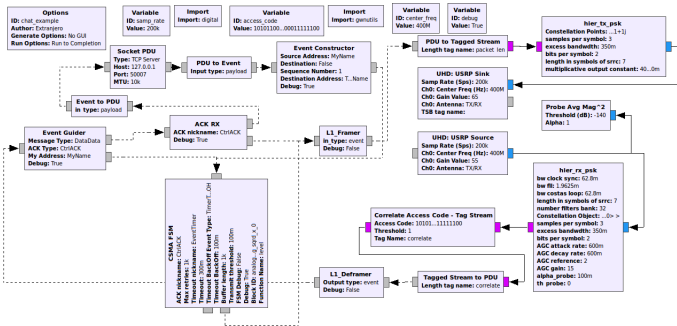 Options
ID: chat_example
Author: Extranjero
Generate Options: No GUI
Run Options: Run to Completion
Variable
ID: samp_rate
Value: 200k
Import
Import: digital
Variable
ID: access_code
Value: 10101100...00011111100
Import
Import: gwnutils
Variable
ID: center_freq
Value: 400M
Variable
ID: debug
Value: True
Socket PDU
Type: TCP Server
Host: 127.0.0.1
Port: 50007
MTU: 10k
PDU to Event
Input type: payload
Event Constructor
Source Address: MyName
Destination: False
Sequence Number: 1
Destination Address: T...Name
Debug: True
PDU to Tagged Stream
Length tag name: packet_len
hier_tx_psk
Constellation Points: ...1+1j
samples per symbol: 3
excess bandwidth: 350m
bits per symbol: 2
length in symbols of srrc: 7
multiplicative output constant: 40...0m
UHD: USRP Sink
Samp Rate (Sps): 200k
Ch0: Center Freq (Hz): 400M
Ch0: Gain Value: 65
Ch0: Antenna: TX/RX
TSB tag name:
Event to PDU
in_type: payload
ACK RX
ACK nickname: CtrlACK
Debug: True
L1_Framer
in_type: event
Debug: False
Probe Avg Mag^2
Threshold (dB): -140
Alpha: 1
Event Guider
Message Type: DataData
ACK Type: CtrlACK
My Address: MyName
Debug: True
UHD: USRP Source
Samp Rate (Sps): 200k
Ch0: Center Freq (Hz): 400M
Ch0: Gain Value: 55
Ch0: Antenna: TX/RX
hier_rx_psk
bw clock sync: 62.8m
bw fll: 1.9625m
bw costas loop: 62.8m
length in symbols of srrc: 7
number filters bank: 32
Constellation Object: ...0> >
samples per symbol: 3
excess bandwidth: 350m
bits per symbol: 2
AGC attack rate: 600m
AGC decay rate: 600m
AGC reference: 2
AGC gain: 15
alpha_probe: 100m
th_probe: 0
CSMA FSM
ACK nickname: CtrlACK
Max retries: 1k
Timeout nickname: EventTimer
Timeout: 300m
Timeout BackOff Event Type: TimerT...OH
Timeout BackOff: 100m
Buffer length: 1k
Transmit threshold: 100m
FSM Debug: False
Debug: True
Block ID: analog...g_sqrd_x_0
Function Name: level
Correlate Access Code - Tag Stream
Access Code: 10101...11111100
Threshold: 1
Tag Name: correlate
L1_Deframer
Output type: event
Debug: False
Tagged Stream to PDU
Length tag name: correlate